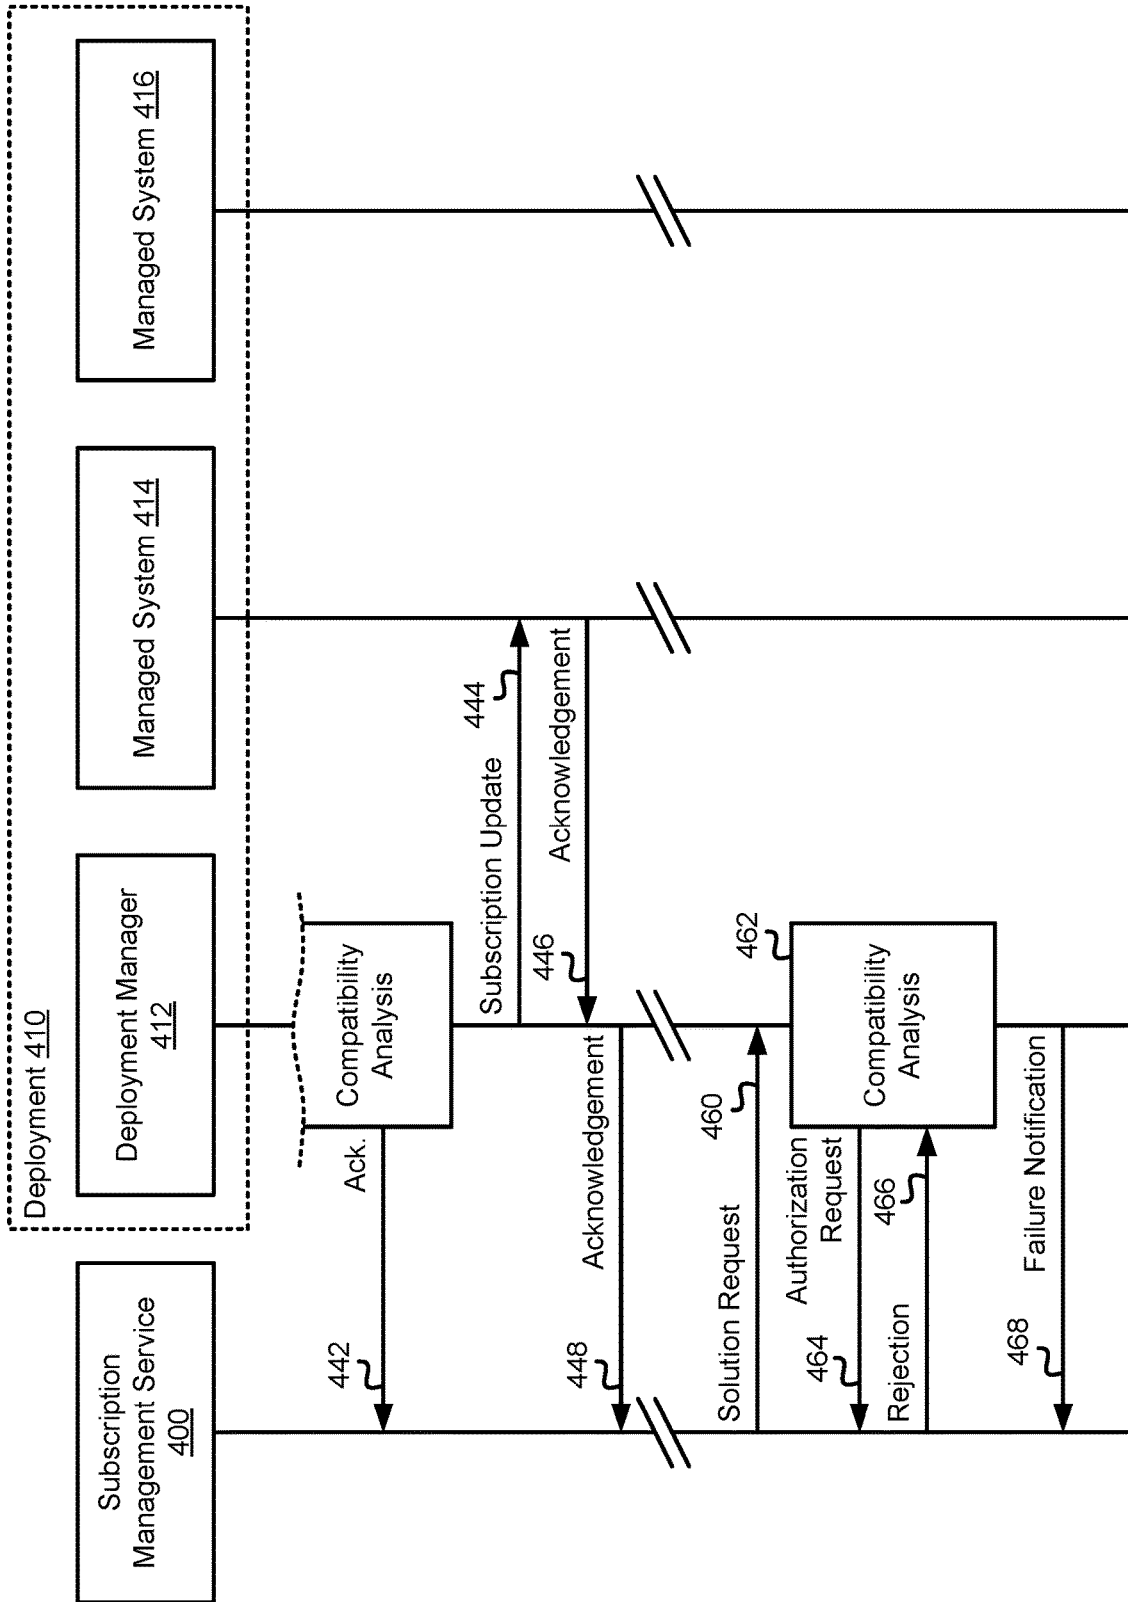 Deployment 410
Subscription
Management Service
400
Deployment Manager
412
Managed System 414
Managed System 416
Compatibility
Analysis
Ack.
442
Subscription Update
444
446
Acknowledgement
Acknowledgement
448
Solution Request
460
462
Compatibility
Analysis
Authorization
Request
464
466
Rejection
Failure Notification
468